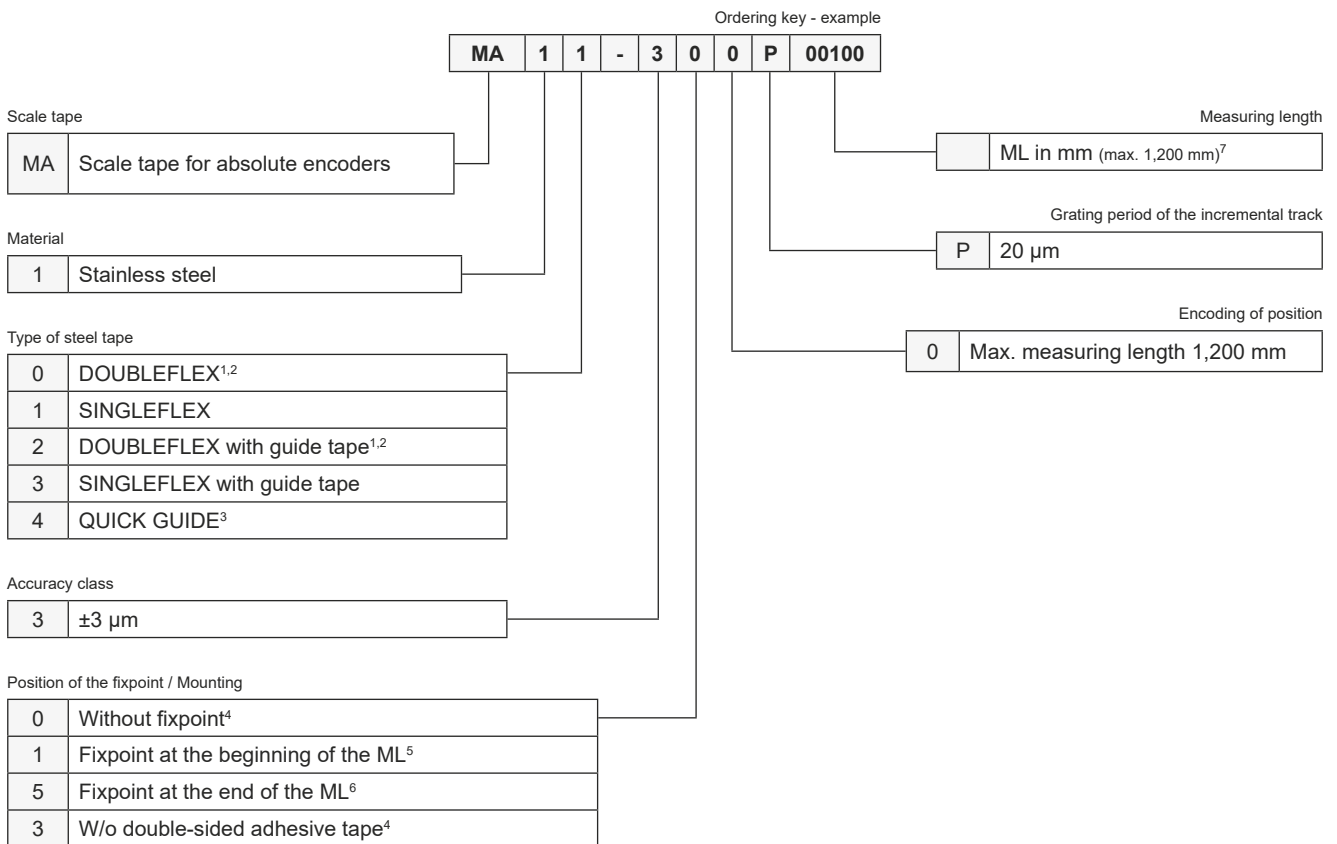 Ordering key - example
MA 1 1 - 3 0 0 P 00100
Scale tape
MA Scale tape for absolute encoders
Material
1 Stainless steel
Type of steel tape
0 DOUBLEFLEX1,2
1 SINGLEFLEX
2 DOUBLEFLEX with guide tape1,2
3 SINGLEFLEX with guide tape
4 QUICK GUIDE3
Accuracy class
3 ±3 µm
Position of the fixpoint / Mounting
0 Without fixpoint4
1 Fixpoint at the beginning of the ML5
5 Fixpoint at the end of the ML6
3 W/o double-sided adhesive tape4
Measuring length
ML in mm (max. 1,200 mm)7
Grating period of the incremental track
P 20 µm
Encoding of position
0 Max. measuring length 1,200 mm